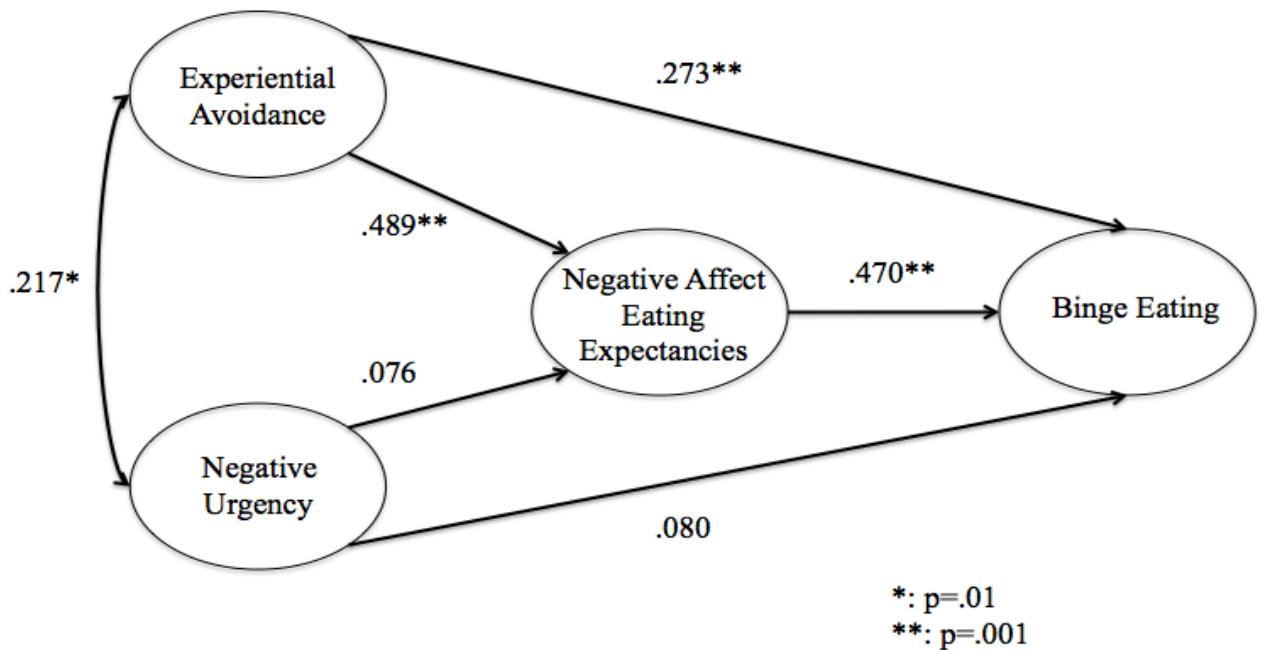 Experiential
Avoidance
.273**
.489**
.217*
Negative Affect
Eating
Expectancies
.470**
Binge Eating
.076
Negative
Urgency
.080
*: p=.01
**: p=.001